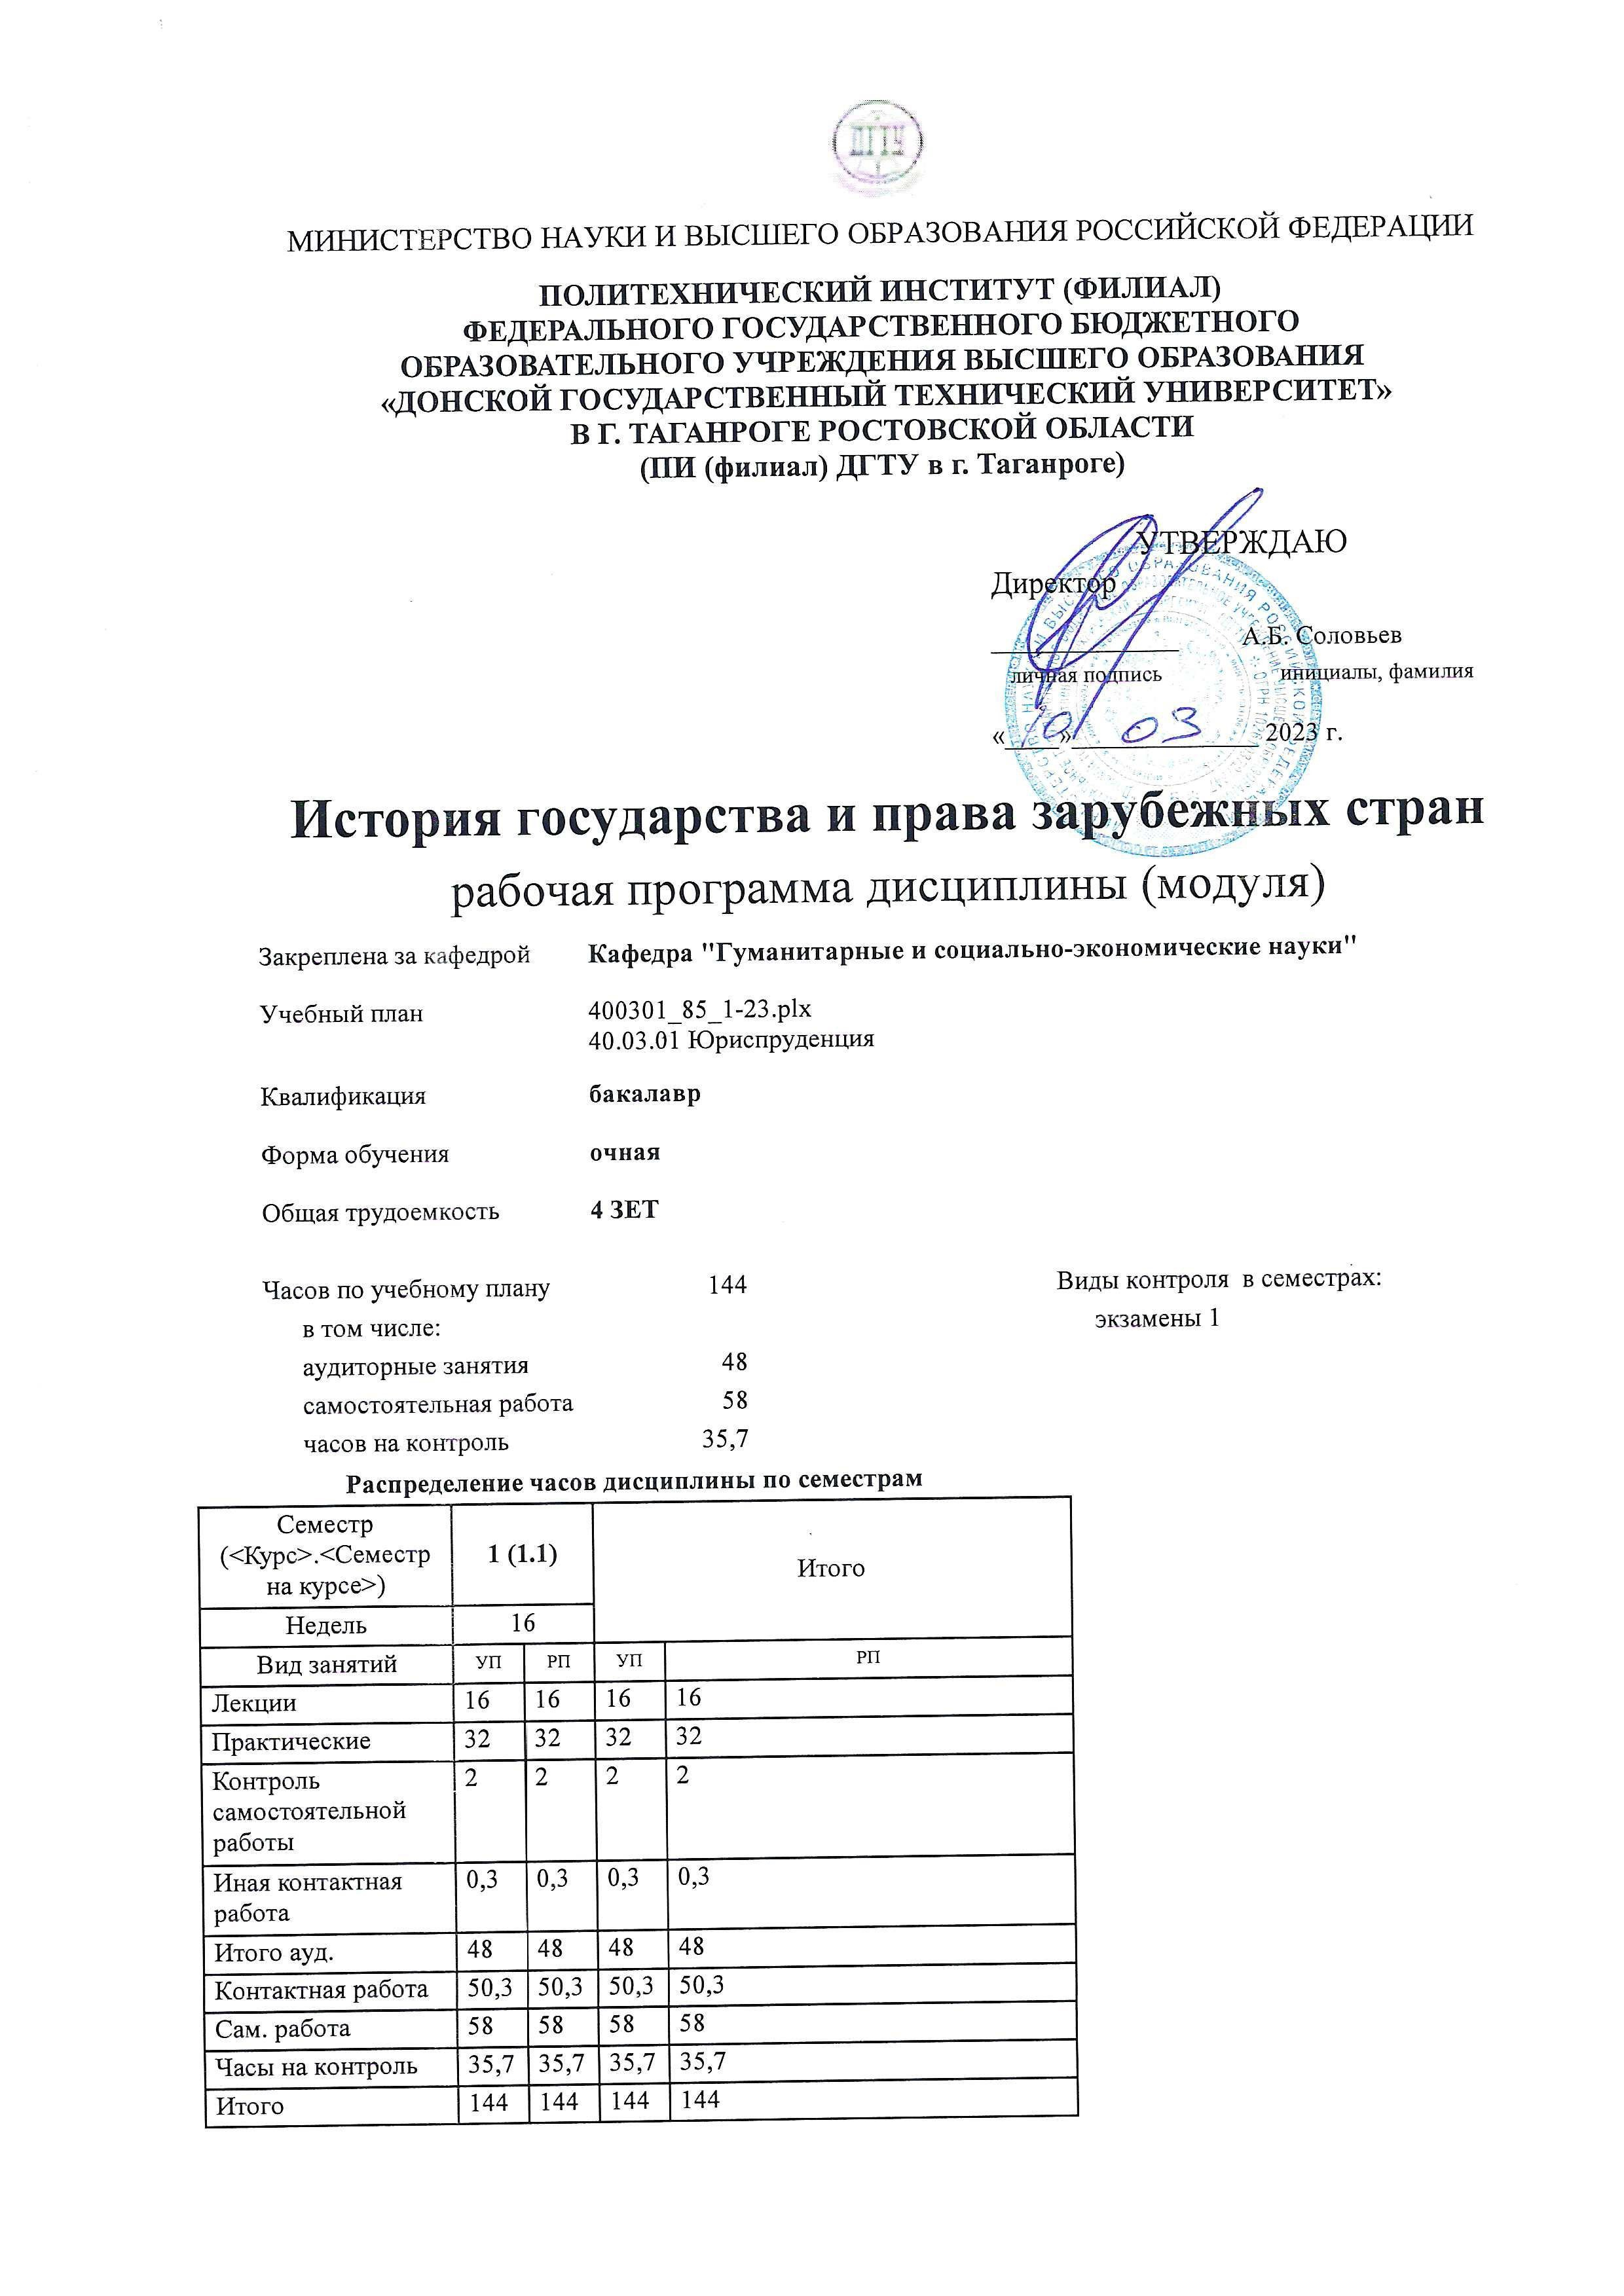 ДГТУ
МИНИСТЕРСТВО НАУКИ И ВЫСШЕГО ОБРАЗОВАНИЯ РОССИЙСКОЙ ФЕДЕРАЦИИ
ПОЛИТЕХНИЧЕСКИЙ ИНСТИТУТ (ФИЛИАЛ)
ФЕДЕРАЛЬНОГО ГОСУДАРСТВЕННОГО БЮДЖЕТНОГО
ОБРАЗОВАТЕЛЬНОГО УЧРЕЖДЕНИЯ ВЫСШЕГО ОБРАЗОВАНИЯ
«ДОНСКОЙ ГОСУДАРСТВЕННЫЙ ТЕХНИЧЕСКИЙ УНИВЕРСИТЕТ»
В Г. ТАГАНРОГЕ РОСТОВСКОЙ ОБЛАСТИ
(ПИ (филиал) ДГТУ в г. Таганроге)
УТВЕРЖДАЮ
Директор
А.Б. Соловьев
личная подпись инициалы, фамилия
«10» 03 2023 г.
История государства и права зарубежных стран
рабочая программа дисциплины (модуля)
Закреплена за кафедрой Кафедра "Гуманитарные и социально-экономические науки"
Учебный план 400301_85_1-23.plx
40.03.01 Юриспруденция
Квалификация бакалавр
Форма обучения очная
Общая трудоемкость 4 ЗЕТ
Часов по учебному плану 144 Виды контроля в семестрах:
в том числе: экзамены 1
аудиторные занятия 48
самостоятельная работа 58
часов на контроль 35,7
Распределение часов дисциплины по семестрам
Семестр
(<Курс>.<Семестр
на курсе>) 1 (1.1) Итого
Недель 16
Вид занятий УП РП УП РП
Лекции 16 16 16 16
Практические 32 32 32 32
Контроль 2 2 2 2
самостоятельной
работы
Иная контактная 0,3 0,3 0,3 0,3
работа
Итого ауд. 48 48 48 48
Контактная работа 50,3 50,3 50,3 50,3
Сам. работа 58 58 58 58
Часы на контроль 35,7 35,7 35,7 35,7
Итого 144 144 144 144